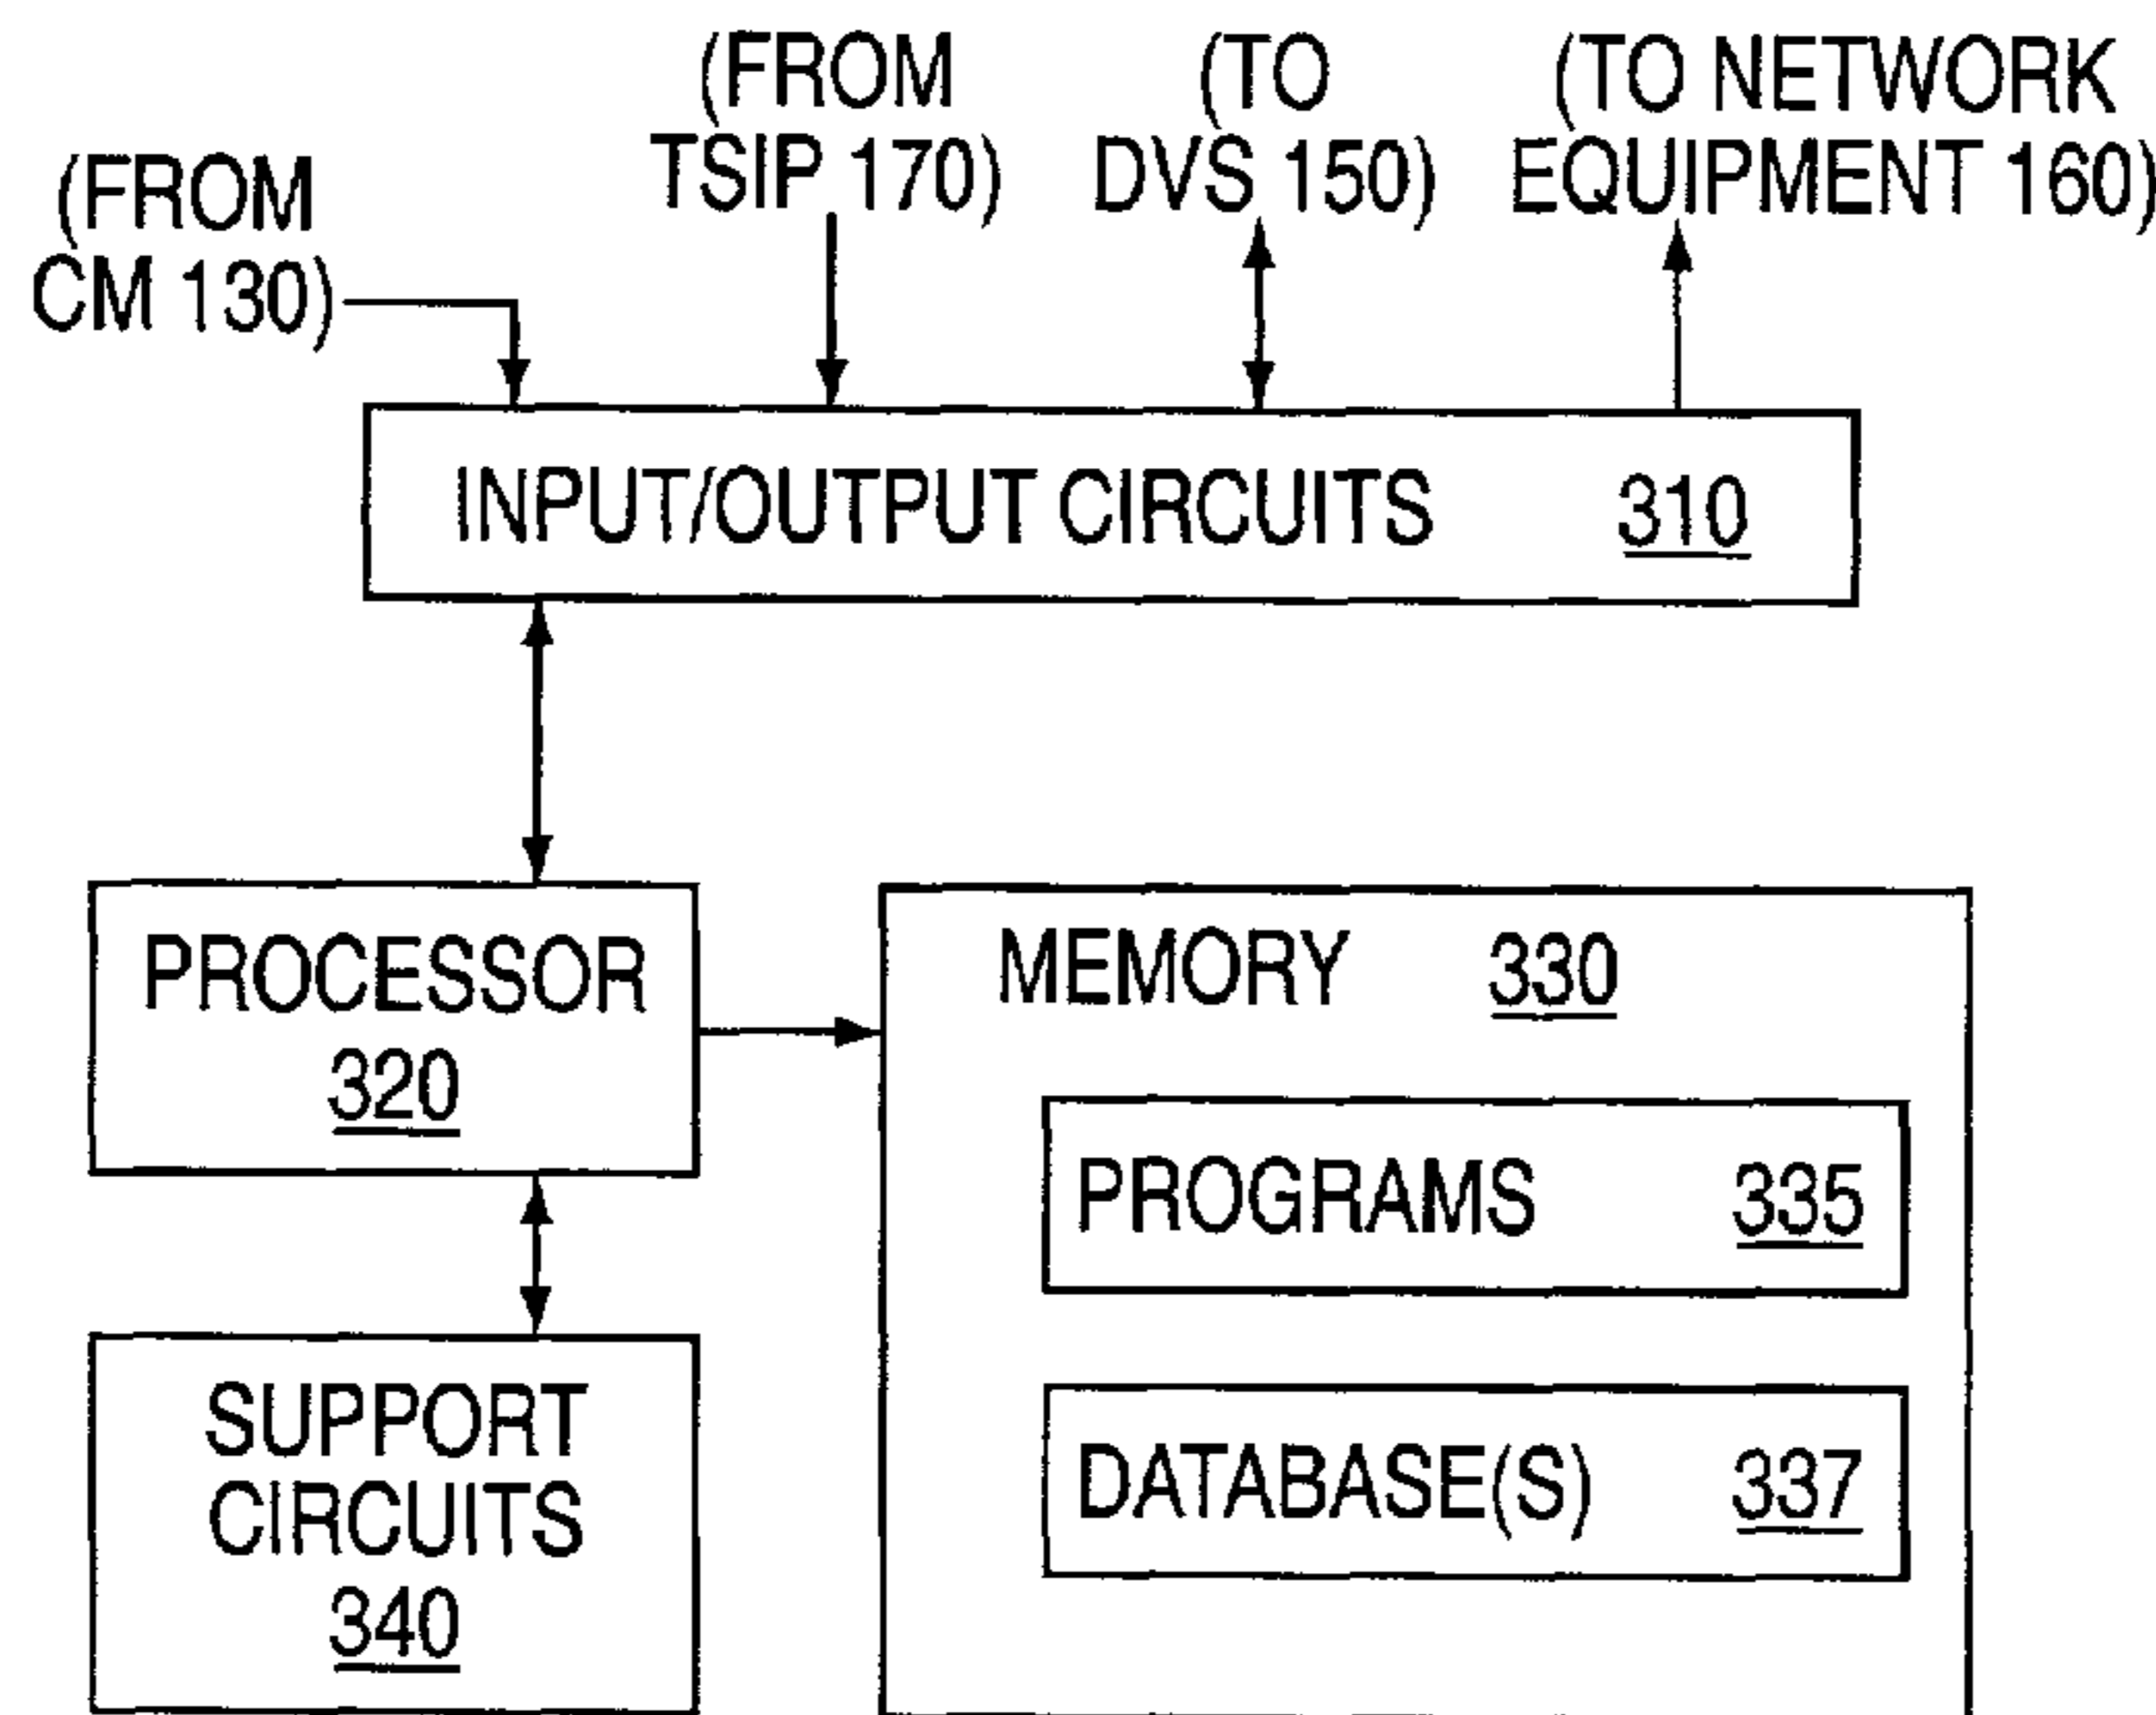 (FROM
CM 130)
(FROM
TSIP 170)
(TO
DVS 150)
(TO NETWORK
EQUIPMENT 160)
INPUT/OUTPUT CIRCUITS 310
PROCESSOR
320
MEMORY 330
PROGRAMS 335
DATABASE(S) 337
SUPPORT
CIRCUITS
340